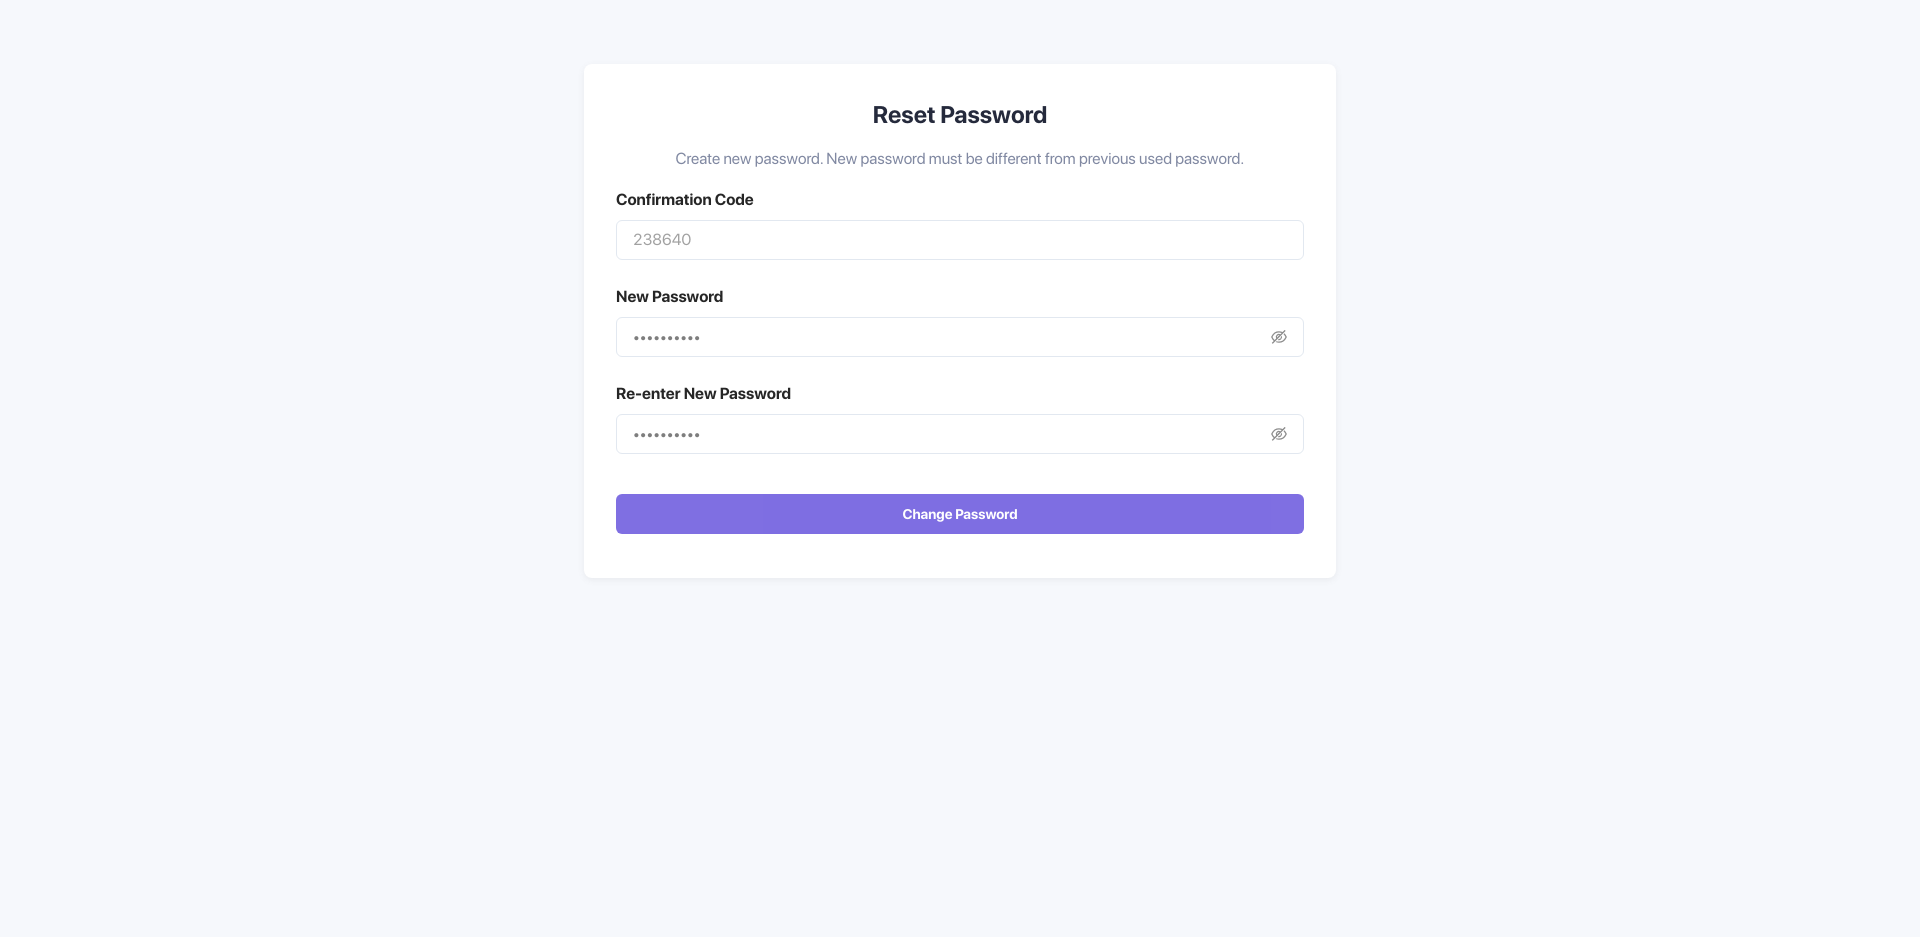 Reset Password
Create new password. New password must be different from previous used password.
Confirmation Code
238640
New Password
••••••••••
Re-enter New Password
••••••••••
Change Password